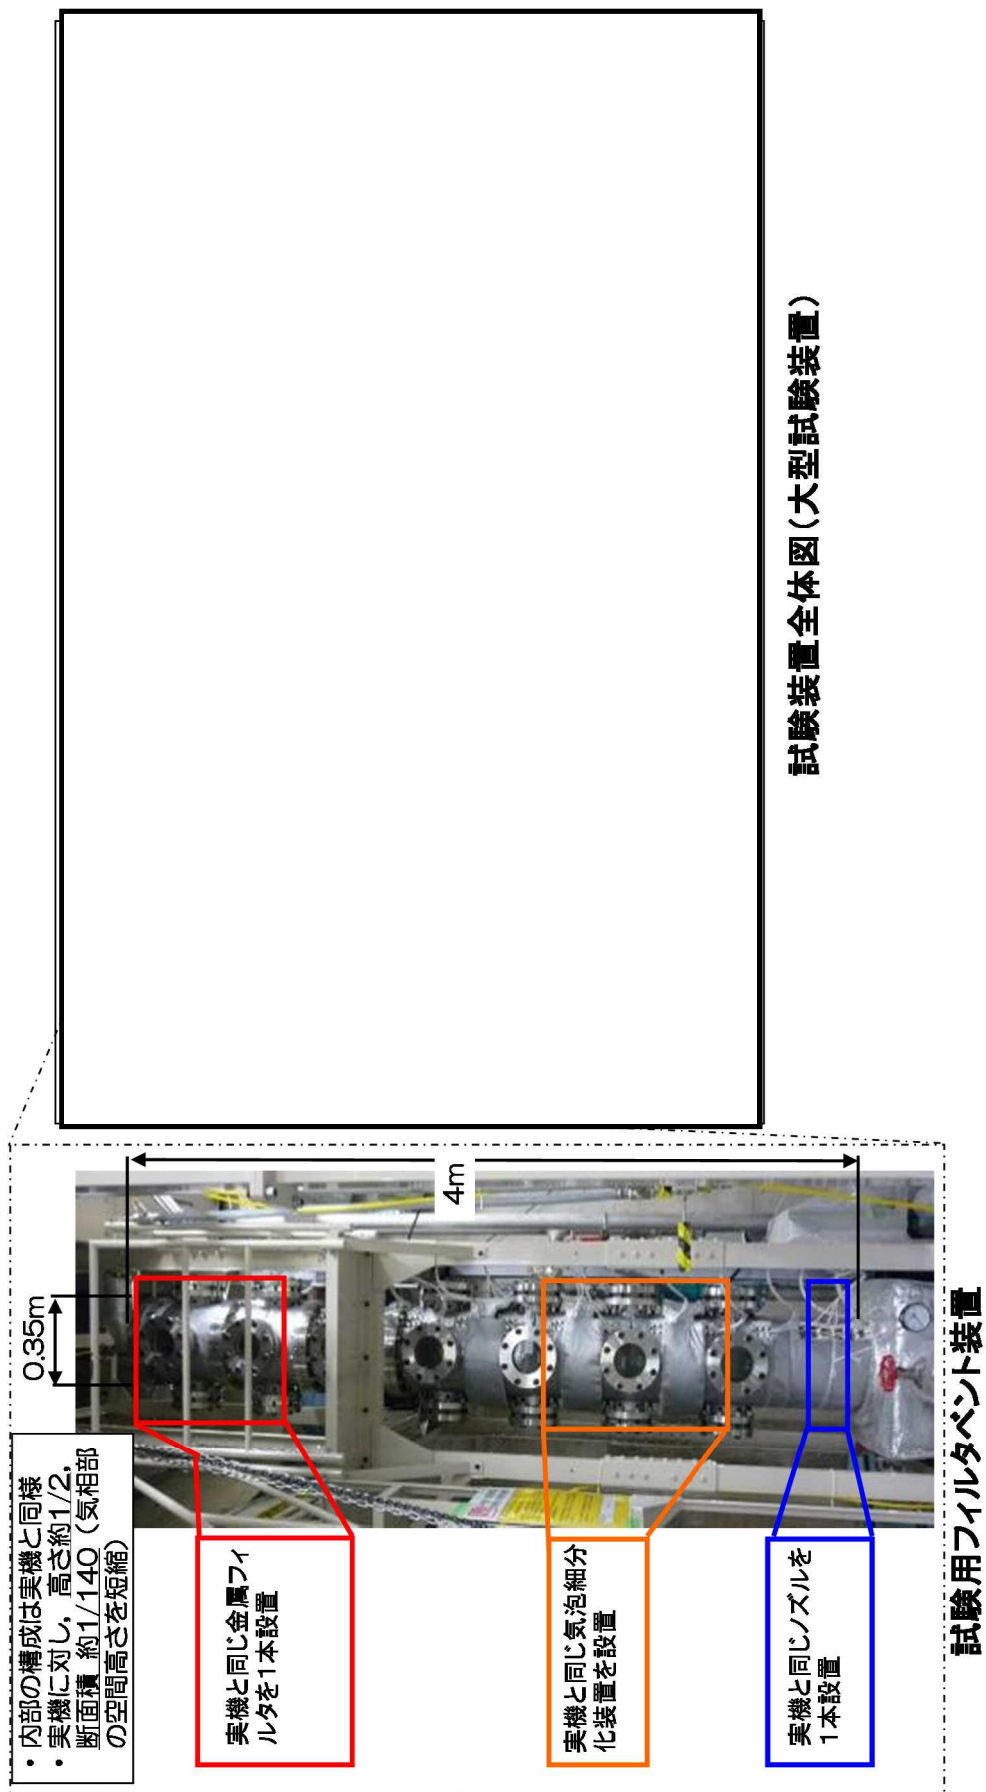 ・内部の構成は実機と同様
・実機に対し，高さ約1/2，
断面積 約1/140（気相部
の空間高さを短縮）
0.35m
4m
実機と同じ金属フィ
ルタを1本設置
実機と同じ気泡細分
化装置を設置
実機と同じノズルを
1本設置
試験用フィルタベント装置
試験装置全体図（大型試験装置）